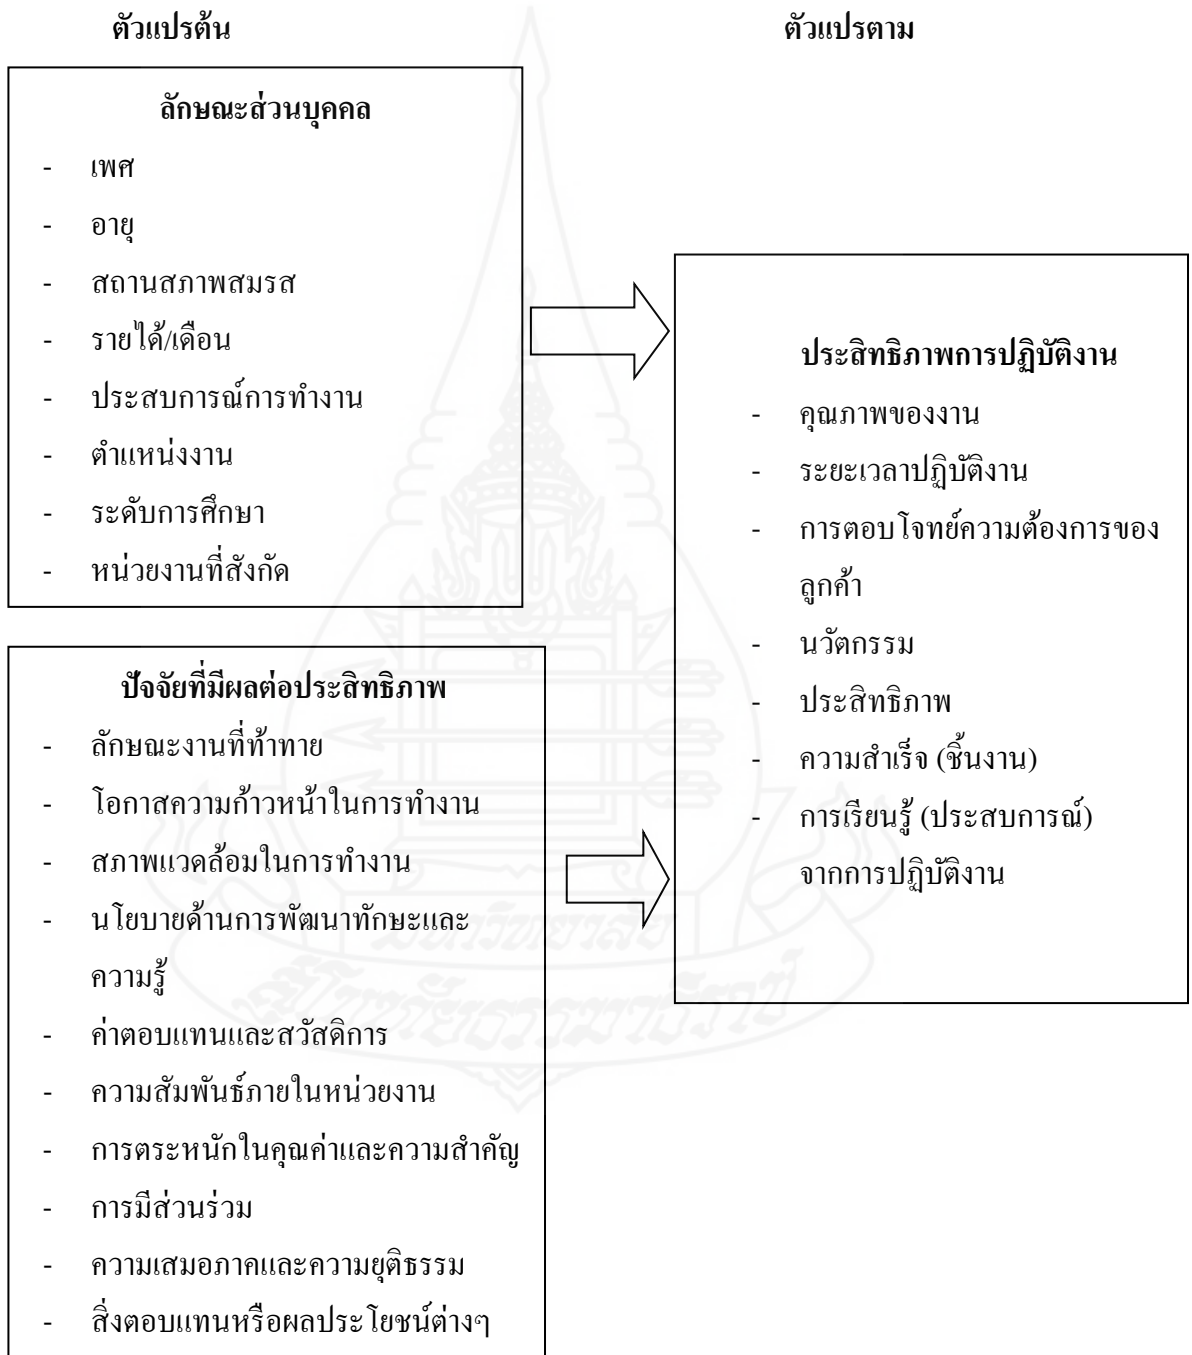 ตัวแปรต้น
ตัวแปรตาม
ลักษณะส่วนบุคคล
- เพศ
- อายุ
- สถานสภาพสมรส
- รายได้/เดือน
- ประสบการณ์การทำงาน
- ตำแหน่งงาน
- ระดับการศึกษา
- หน่วยงานที่สังกัด
ปัจจัยที่มีผลต่อประสิทธิภาพ
- ลักษณะงานที่ท้าทาย
- โอกาสความก้าวหน้าในการทำงาน
- สภาพแวดล้อมในการทำงาน
- นโยบายด้านการพัฒนาทักษะและ
ความรู้
- ค่าตอบแทนและสวัสดิการ
- ความสัมพันธ์ภายในหน่วยงาน
- การตระหนักในคุณค่าและความสำคัญ
- การมีส่วนร่วม
- ความเสมอภาคและความยุติธรรม
- สิ่งตอบแทนหรือผลประโยชน์ต่างๆ
ประสิทธิภาพการปฏิบัติงาน
- คุณภาพของงาน
- ระยะเวลาปฏิบัติงาน
- การตอบโจทย์ความต้องการของ
ลูกค้า
- นวัตกรรม
- ประสิทธิภาพ
- ความสำเร็จ (ชิ้นงาน)
- การเรียนรู้ (ประสบการณ์)
จากการปฏิบัติงาน
มหาวิทยาลัย
สุโขทัยธรรมาธิราช